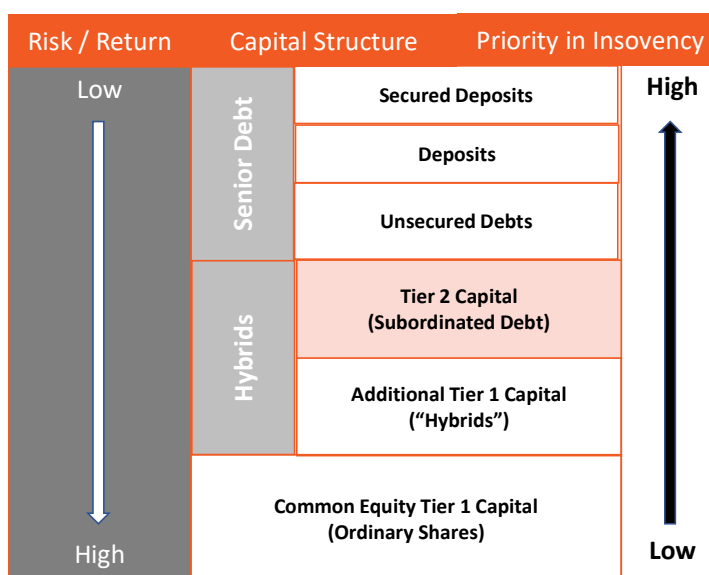 Risk / Return
Capital Structure
Priority in Insovency
Low
Senior Debt
Secured Deposits
High
Deposits
Unsecured Debts
Hybrids
Tier 2 Capital
(Subordinated Debt)
Additional Tier 1 Capital
(“Hybrids”)
Common Equity Tier 1 Capital
(Ordinary Shares)
High
Low